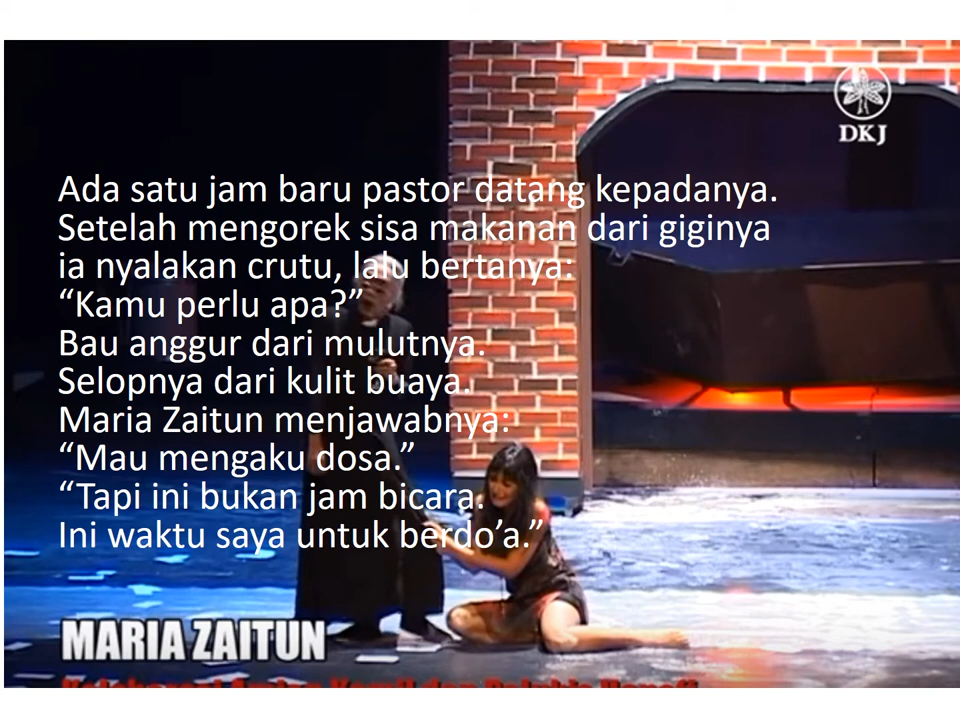 DKJ
Ada satu jam baru pastor datang kepadanya.
Setelah mengorek sisa makanan dari giginya
ia nyalakan crutu, lalu bertanya:
“Kamu perlu apa?”
Bau anggur dari mulutnya.
Selopnya dari kulit buaya.
Maria Zaitun menjawabnya:
“Mau mengaku dosa.”
“Tapi ini bukan jam bicara.
Ini waktu saya untuk berdo’a.”
MARIA ZAITUN